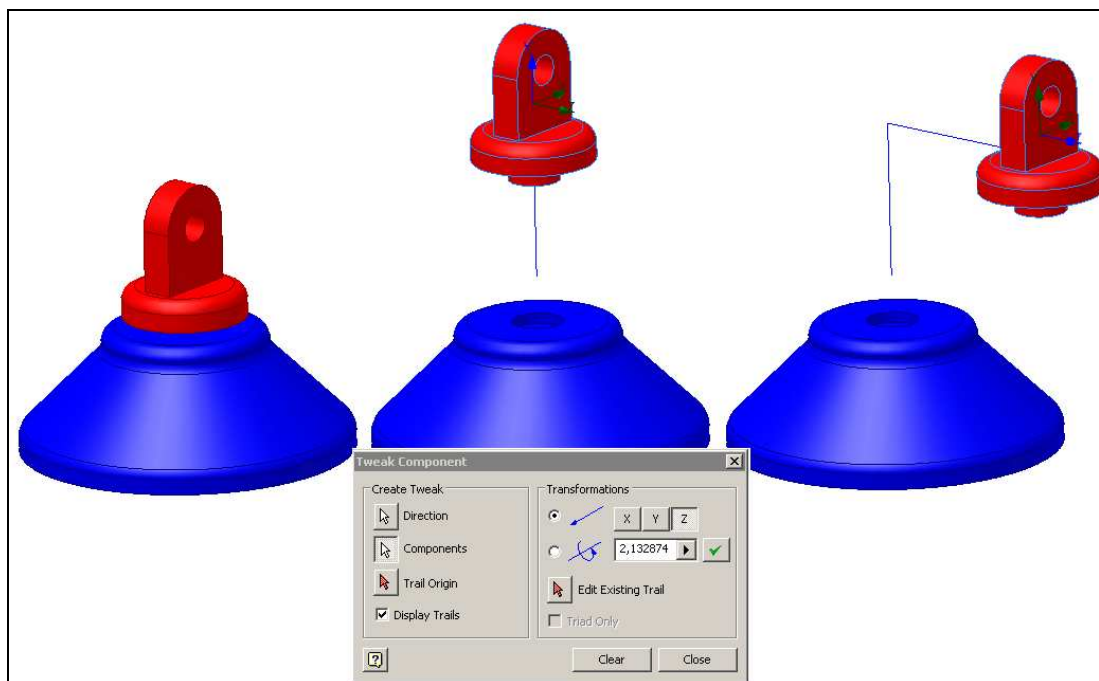 Tweak Component
Create Tweak
Direction
Components
Trail Origin
Display Trails
Transformations
X Y Z
2,132874
Edit Existing Trail
Triad Only
?
Clear
Close